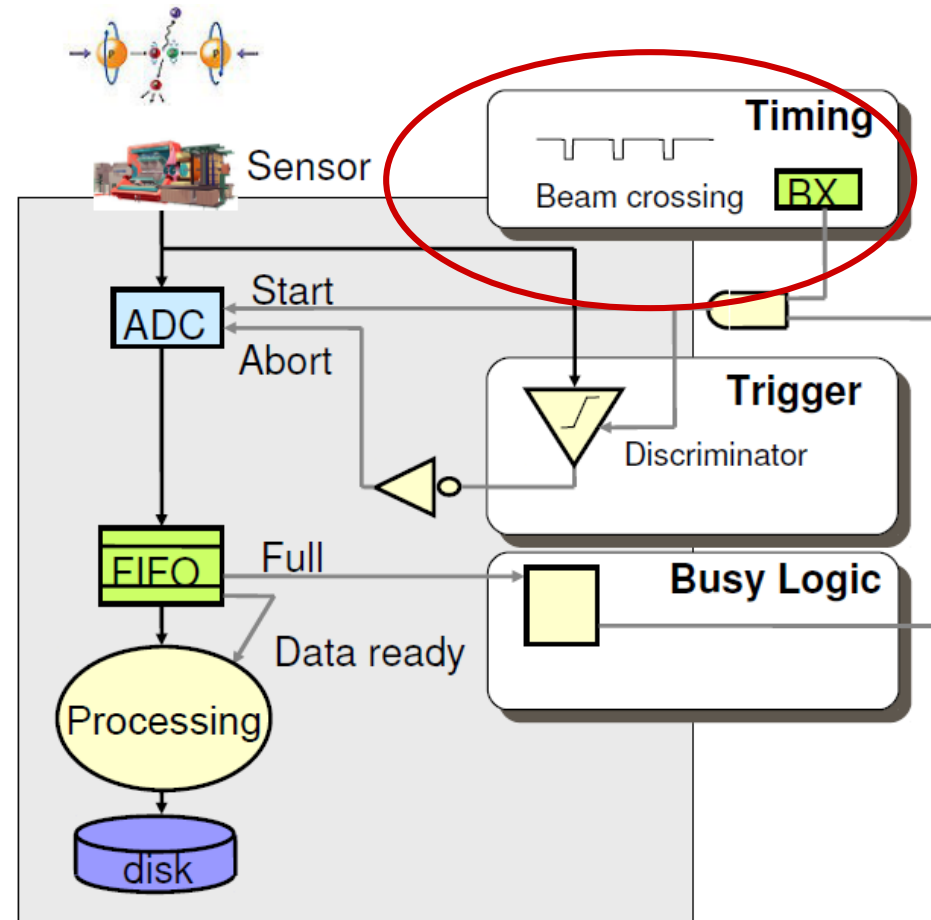 p
p
Timing
Sensor
Beam crossing
BX
Start
ADC
Abort
Trigger
Discriminator
FIFO
Full
Busy Logic
Data ready
Processing
disk